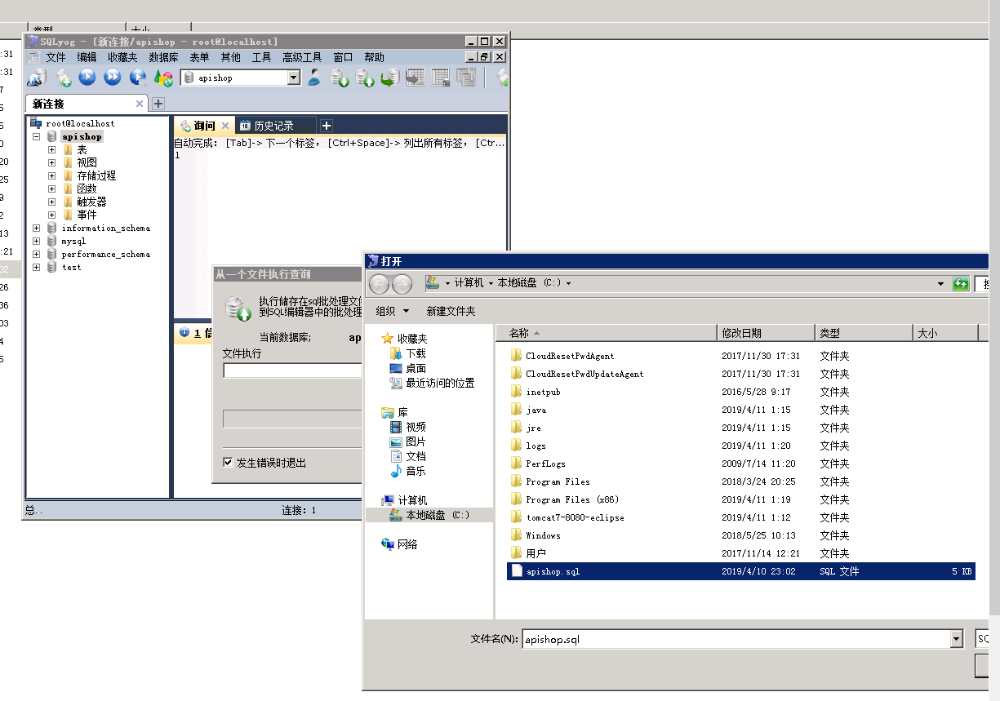 类型 大小
:31
:31
7
5
5
0
20
25
9
2
13
:21
02
26
36
03
4
5
SQLyog - [新连接/apishop - root@localhost]
文件 编辑 收藏夹 数据库 表单 其他 工具 高级工具 窗口 帮助
apishop
新连接
root@localhost
apishop
表
视图
存储过程
函数
触发器
事件
information_schema
mysql
performance_schema
test
询问 历史记录
自动完成: [Tab]-> 下一个标签, [Ctrl+Space]-> 列出所有标签, [Ctr...
1
1 信
总.. 连接: 1
从一个文件执行查询
执行储存在sql批处理文件
到SQL编辑器中的批处理
当前数据库; ap
文件执行
发生错误时退出
打开
计算机 本地磁盘 (C:)
组织 新建文件夹
收藏夹
下载
桌面
最近访问的位置
库
视频
图片
文档
音乐
计算机
本地磁盘 (C:)
网络
名称 修改日期 类型 大小
CloudResetPwdAgent 2017/11/30 17:31 文件夹
CloudResetPwdUpdateAgent 2017/11/30 17:31 文件夹
inetpub 2016/5/28 9:17 文件夹
java 2019/4/11 1:15 文件夹
jre 2019/4/11 1:15 文件夹
logs 2019/4/11 1:20 文件夹
PerfLogs 2009/7/14 11:20 文件夹
Program Files 2018/3/24 20:25 文件夹
Program Files (x86) 2019/4/11 1:19 文件夹
tomcat7-8080-eclipse 2019/4/11 1:12 文件夹
Windows 2018/5/25 10:13 文件夹
用户 2017/11/14 12:21 文件夹
apishop.sql 2019/4/10 23:02 SQL 文件 5 KB
文件名(N): apishop.sql SQ